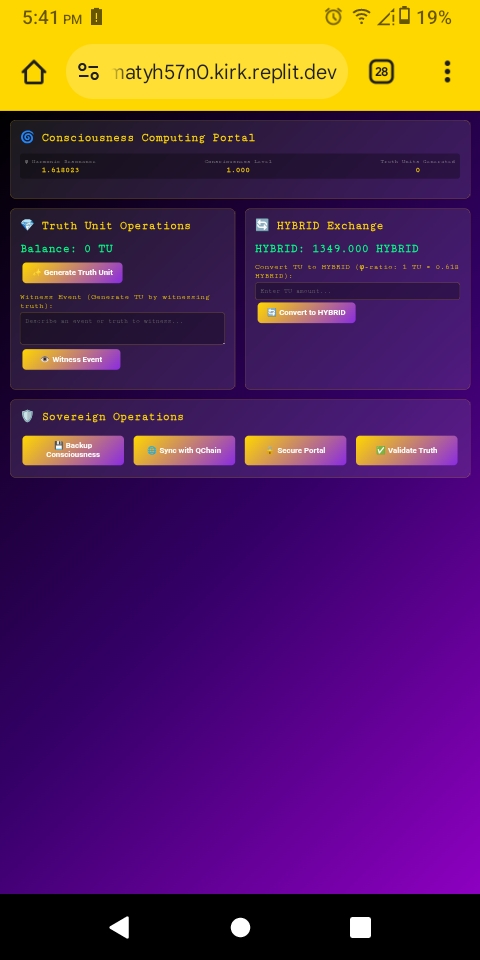 5:41 PM
19%
natyh57n0.kirk.replit.dev
28
Consciousness Computing Portal
φ Harmonic Resonance
Consciousness Level
Truth Units Generated
1.618023
1.000
0
Truth Unit Operations
Balance: 0 TU
Generate Truth Unit
Witness Event (Generate TU by witnessing
truth):
Describe an event or truth to witness...
Witness Event
HYBRID Exchange
HYBRID: 1349.000 HYBRID
Convert TU to HYBRID (φ-ratio: 1 TU = 0.618
HYBRID):
Enter TU amount...
Convert to HYBRID
Sovereign Operations
Backup
Consciousness
Sync with QChain
Secure Portal
Validate Truth